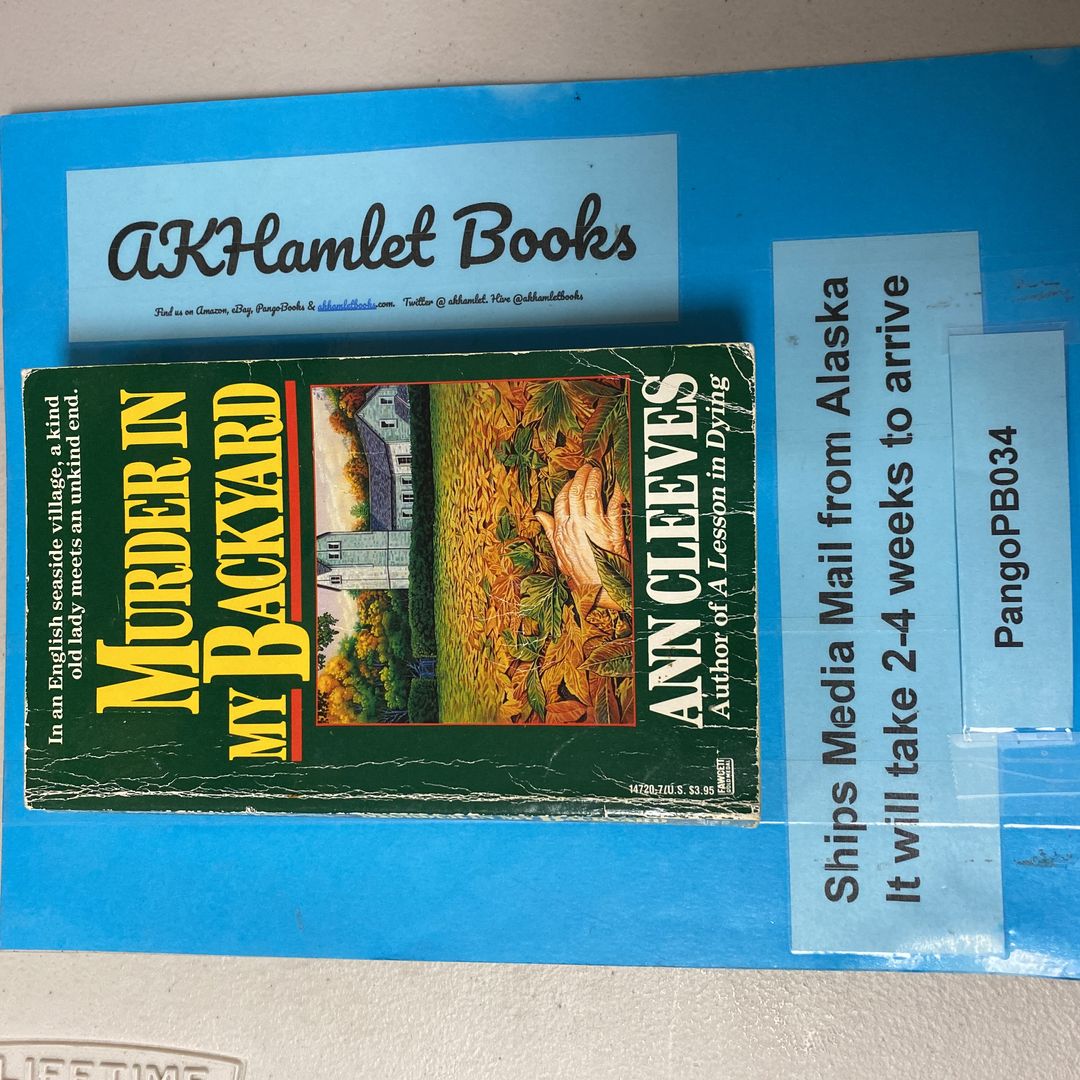 AKHamlet Books
Find us on Amazon, eBay, PangoBooks & akhamletbooks.com. Twitter @ akhamlet. Hive @akhamletbooks
In an English seaside village, a kind
old lady meets an unkind end.
MURDER IN
MY BACKYARD
ANN CLEEVES
Author of A Lesson in Dying
14720-7/U.S. $3.95
FAWCETT
GOLD MEDAL
Ships Media Mail from Alaska
It will take 2-4 weeks to arrive
PangoPB034
LIFETIME